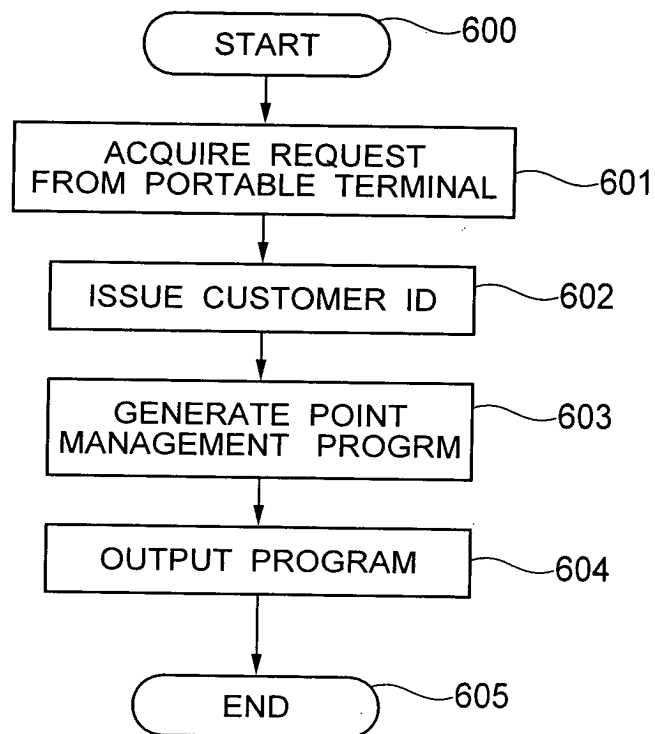 START
600
ACQUIRE REQUEST
FROM PORTABLE TERMINAL
601
ISSUE CUSTOMER ID
602
GENERATE POINT
MANAGEMENT PROGRM
603
OUTPUT PROGRAM
604
END
605